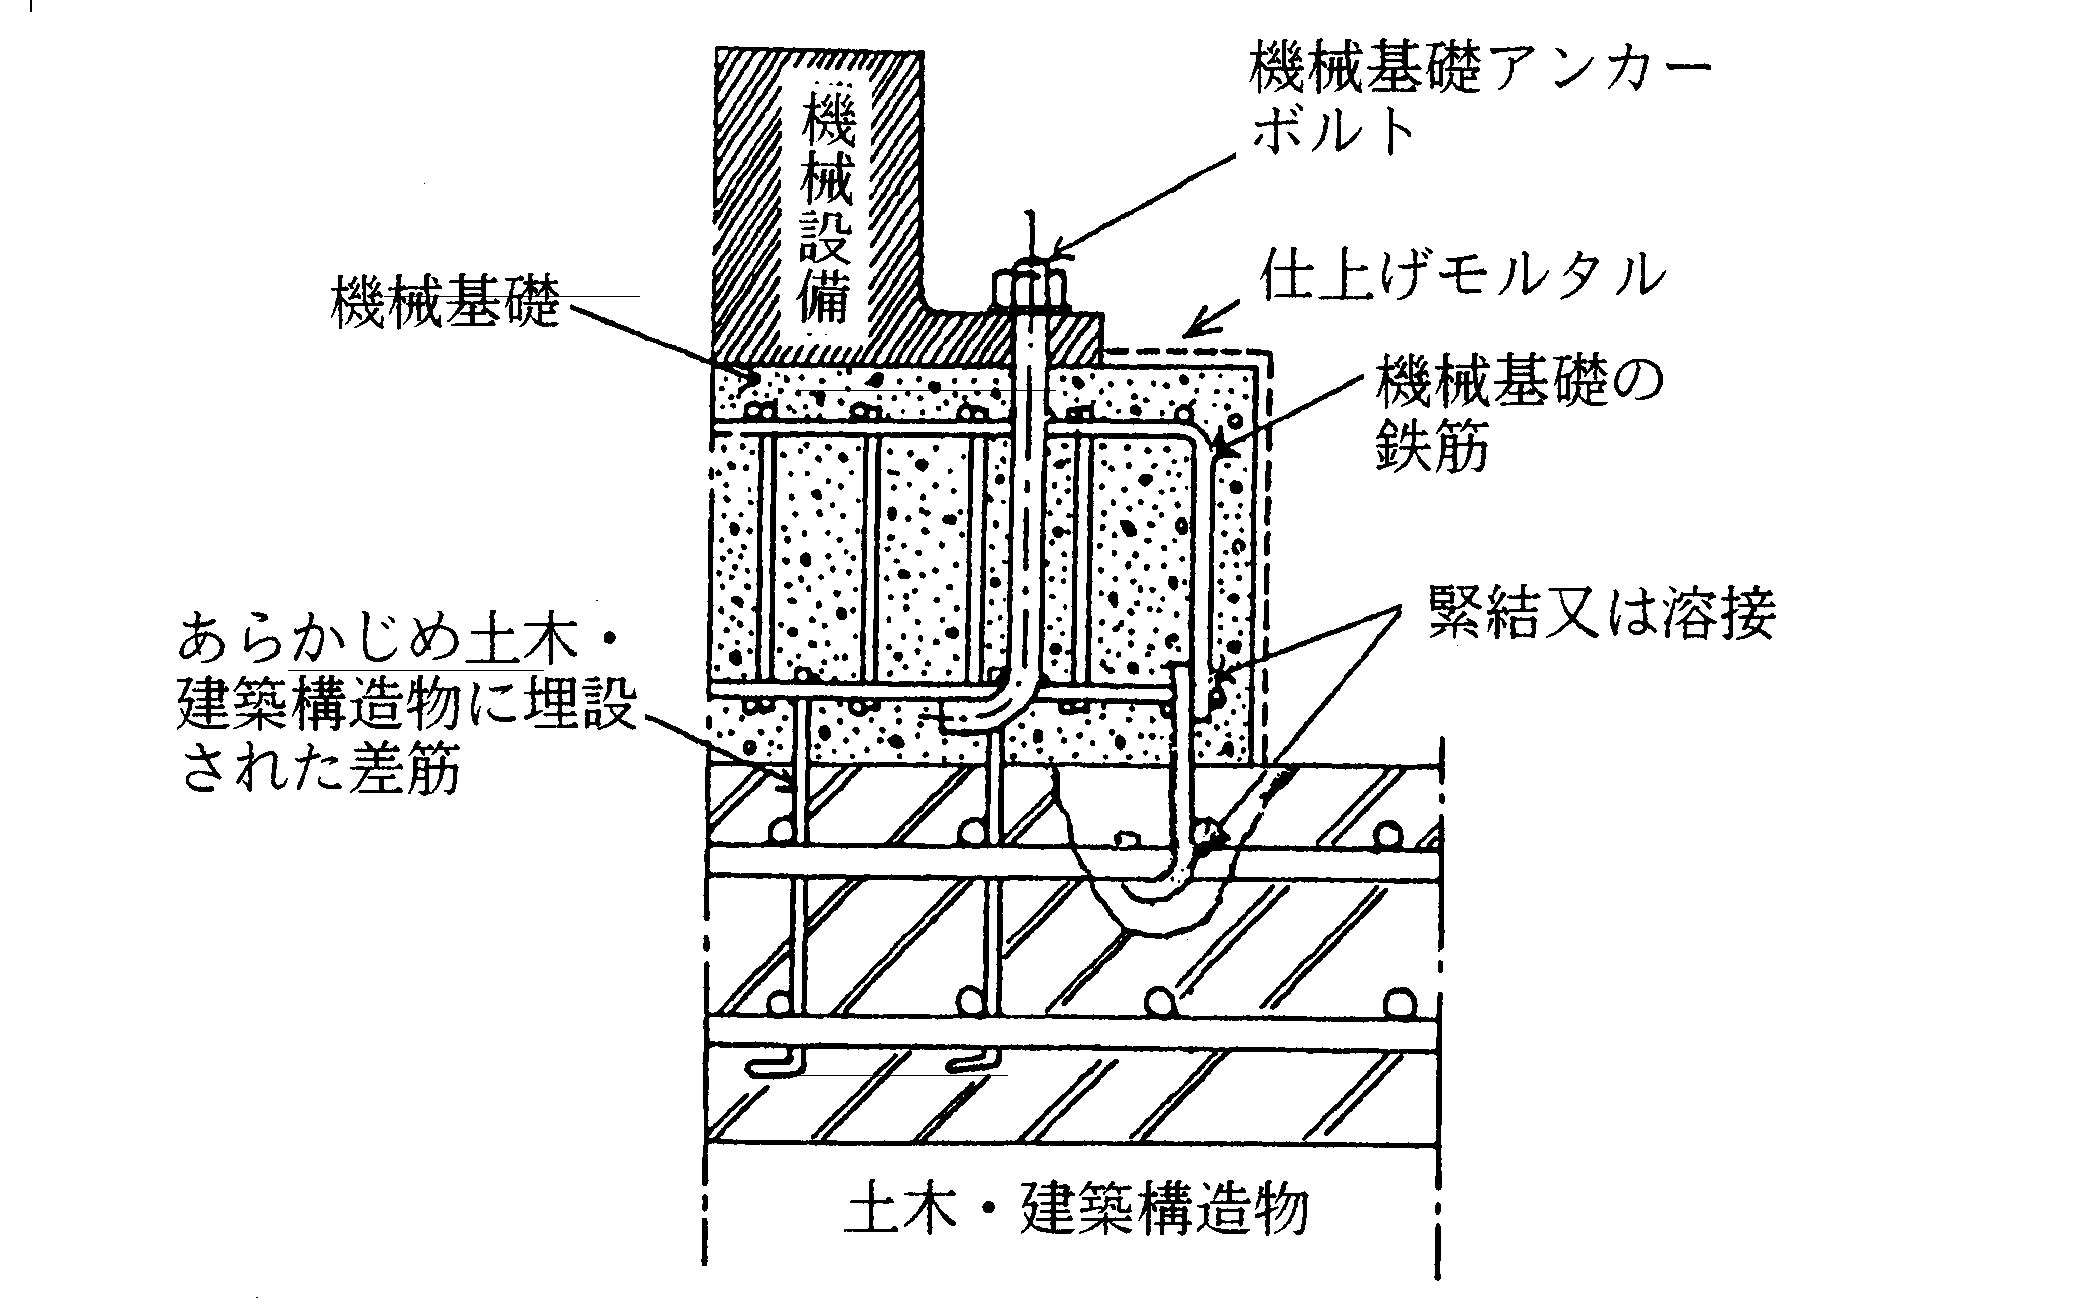 機械基礎アンカー
ボルト
機械設備
仕上げモルタル
機械基礎
機械基礎の
鉄筋
緊結又は溶接
あらかじめ土木・
建築構造物に埋設
された差筋
土木・建築構造物